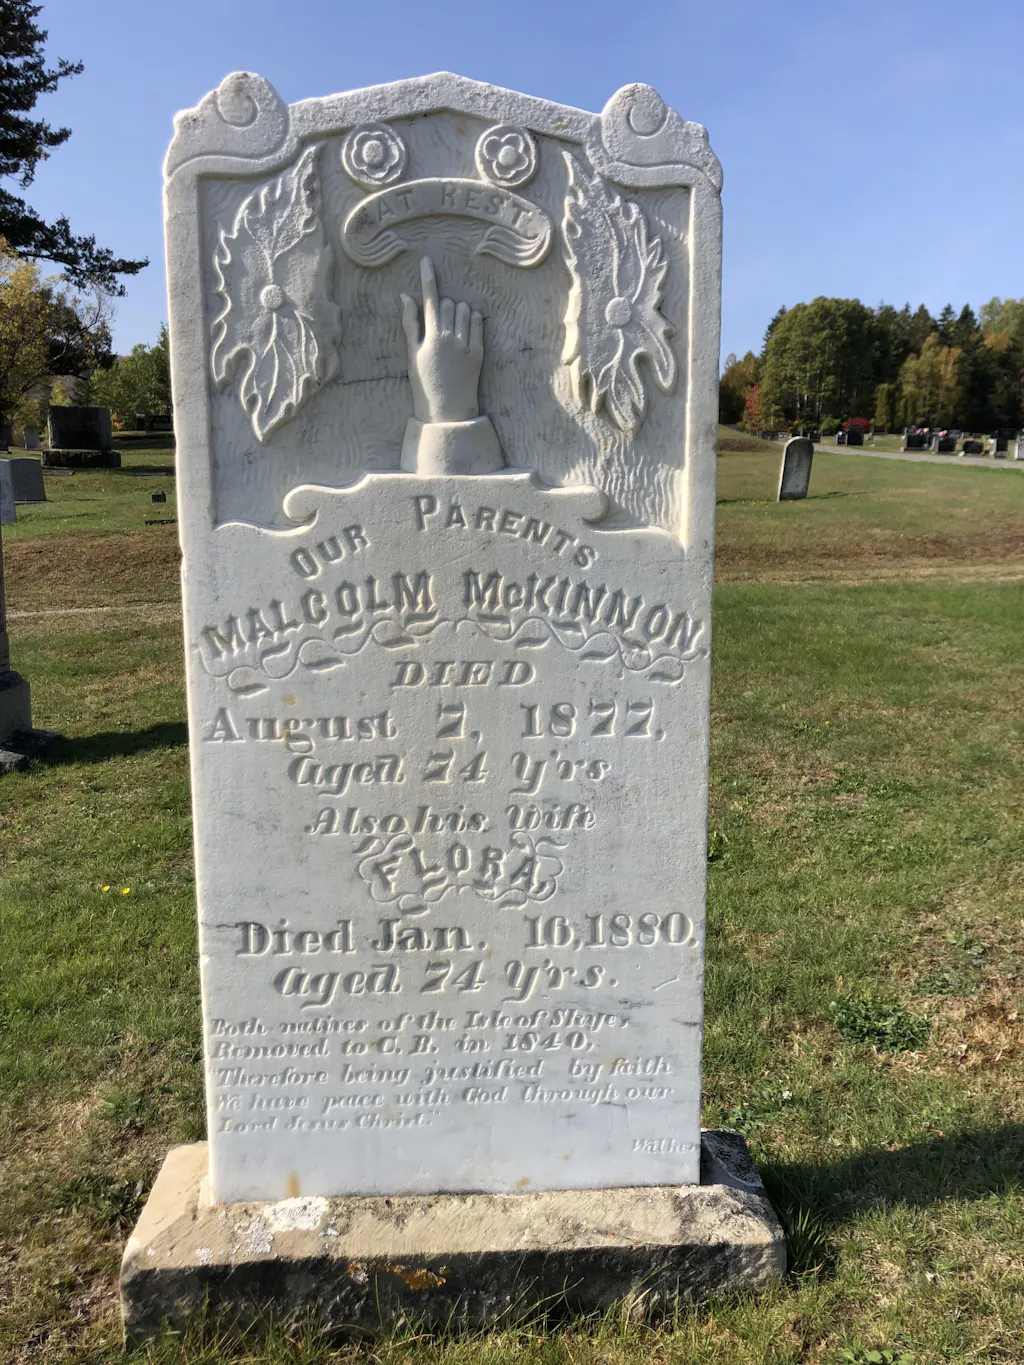 AT REST
OUR PARENTS
MALCOLM McKINNON
DIED
August 7, 1877,
Aged 74 Y'rs
Also his Wife
FLORA,
Died Jan. 16, 1880,
Aged 74 Y'rs.
Both natives of the Isle of Skye,
Removed to C. B. in 1840.
"Therefore being justified by faith
We have peace with God through our
Lord Jesus Christ."
Walker